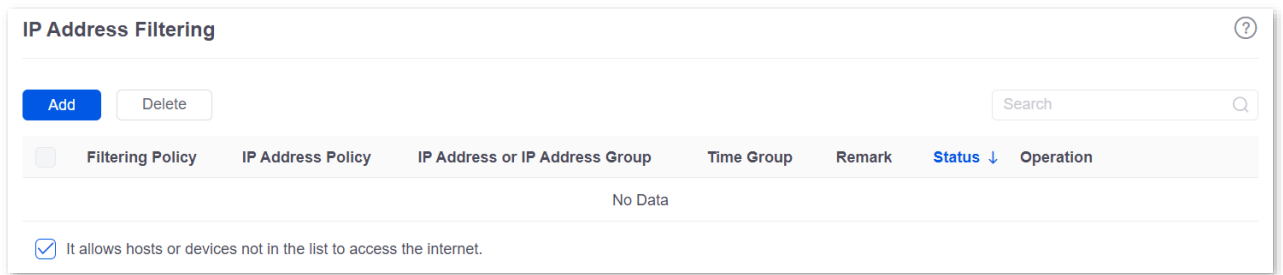 IP Address Filtering
?
Add Delete Search
Filtering Policy IP Address Policy IP Address or IP Address Group Time Group Remark Status ↓ Operation
No Data
It allows hosts or devices not in the list to access the internet.